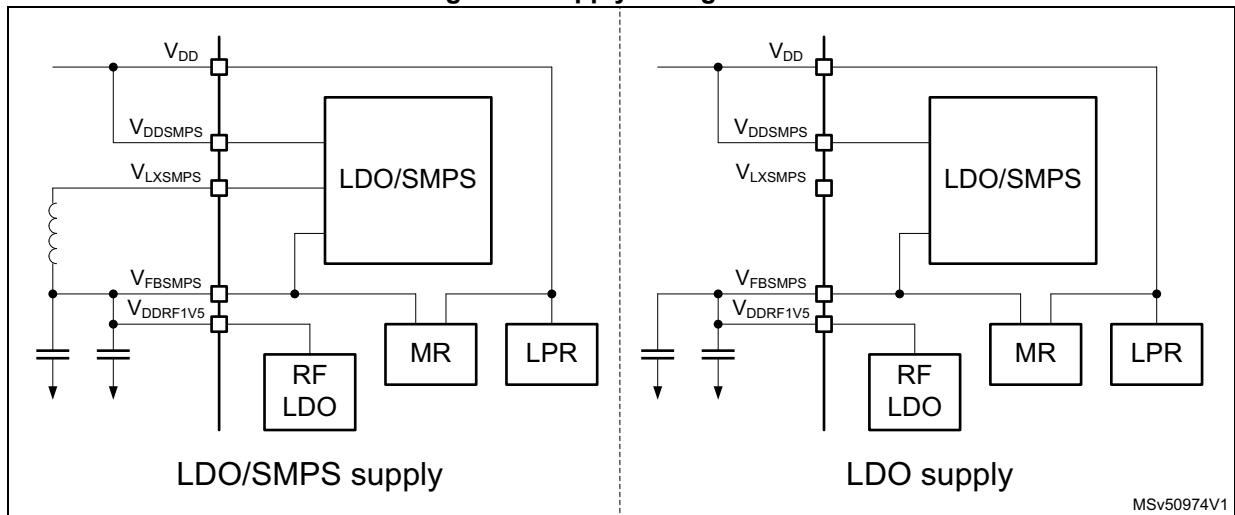 VDD
VDDSMPS
VLXSMPS
LDO/SMPS
VFBSMPS
VDDRF1V5
MR
LPR
RF
LDO
LDO/SMPS supply
VDD
VDDSMPS
VLXSMPS
LDO/SMPS
VFBSMPS
VDDRF1V5
MR
LPR
RF
LDO
LDO supply
MSv50974V1